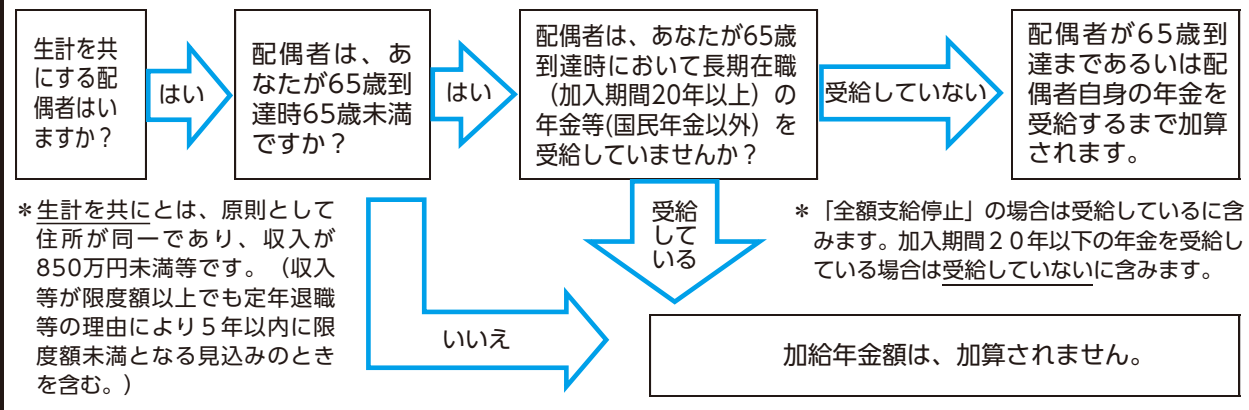 生計を共
にする配
偶者はい
ますか？
はい
配偶者は、あ
なたが65歳到
達時65歳未満
ですか？
はい
配偶者は、あなたが65歳
到達時において長期在職
（加入期間20年以上）の
年金等(国民年金以外）を
受給していませんか？
受給していない
配偶者が65歳到
達まであるいは配
偶者自身の年金を
受給するまで加算
されます。
＊生計を共にとは、原則として
住所が同一であり、収入が
850万円未満等です。（収入
等が限度額以上でも定年退職
等の理由により５年以内に限
度額未満となる見込みのとき
を含む。）
受給
して
いる
＊「全額支給停止」の場合は受給しているに含
みます。加入期間２０年以下の年金を受給し
ている場合は受給していないに含みます。
いいえ
加給年金額は、加算されません。